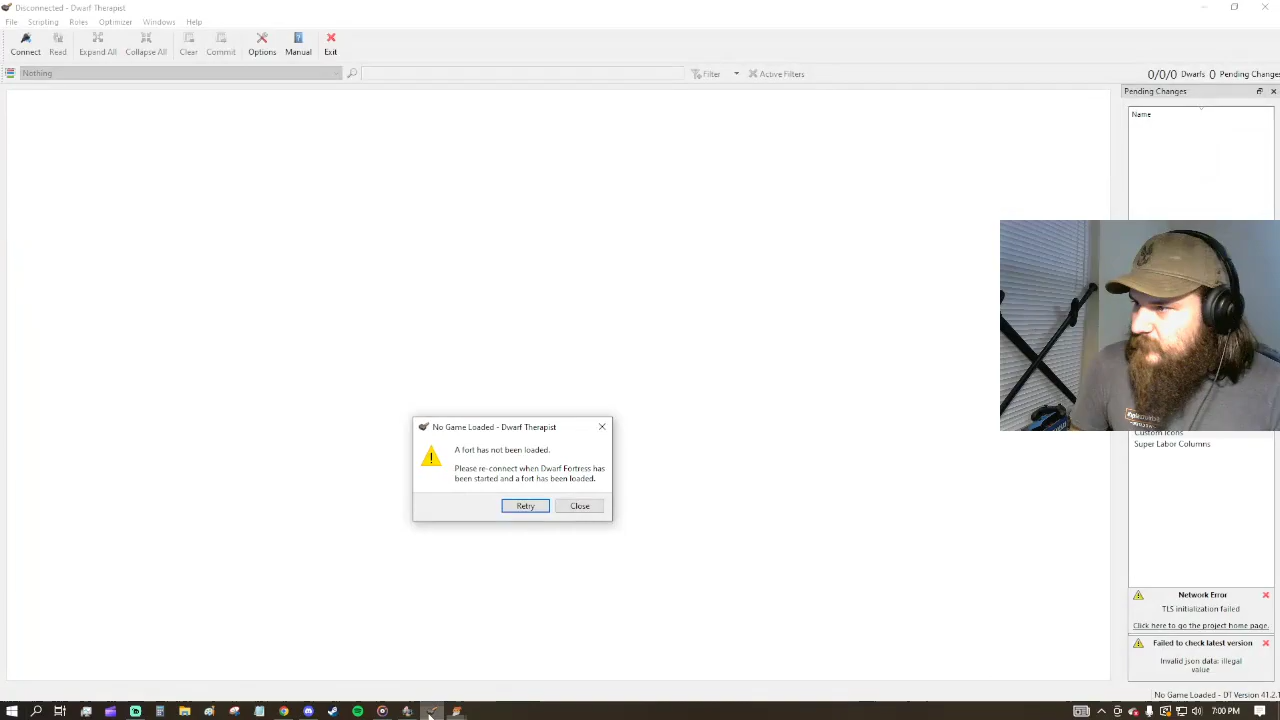 Disconnected - Dwarf Therapist
File Scripting Roles Optimizer Windows Help
Connect Read Expand All Collapse All Clear Commit Options Manual Exit
Nothing Filter Active Filters 0/0/0 Dwarfs 0 Pending Changes
Pending Changes
Name
No Game Loaded - Dwarf Therapist
A fort has not been loaded.
Please re-connect when Dwarf Fortress has
been started and a fort has been loaded.
Retry Close
Custom Icons
Super Labor Columns
Network Error
TLS initialization failed
Click here to go the project home page.
Failed to check latest version
Invalid json data: illegal
value
No Game Loaded - DT Version 41.2.1
7:00 PM